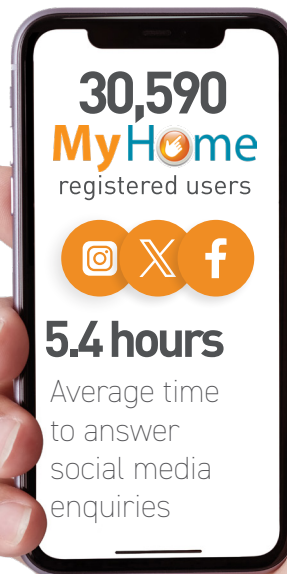 30,590
MyHome
registered users
5.4 hours
Average time
to answer
social media
enquiries